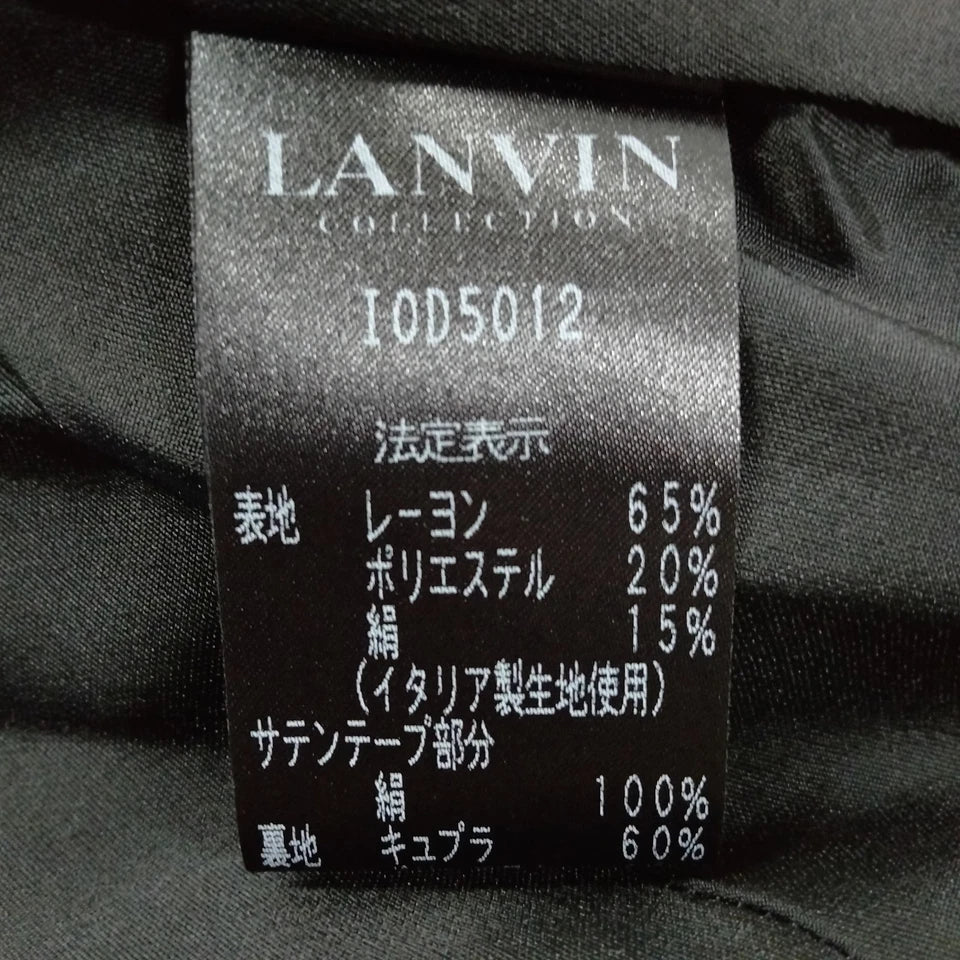 LANVIN
COLLECTION
I0D5012
法定表示
表地 レーヨン 65%
ポリエステル 20%
絹 15%
(イタリア製生地使用)
サテンテープ部分
絹 100%
裏地 キュプラ 60%